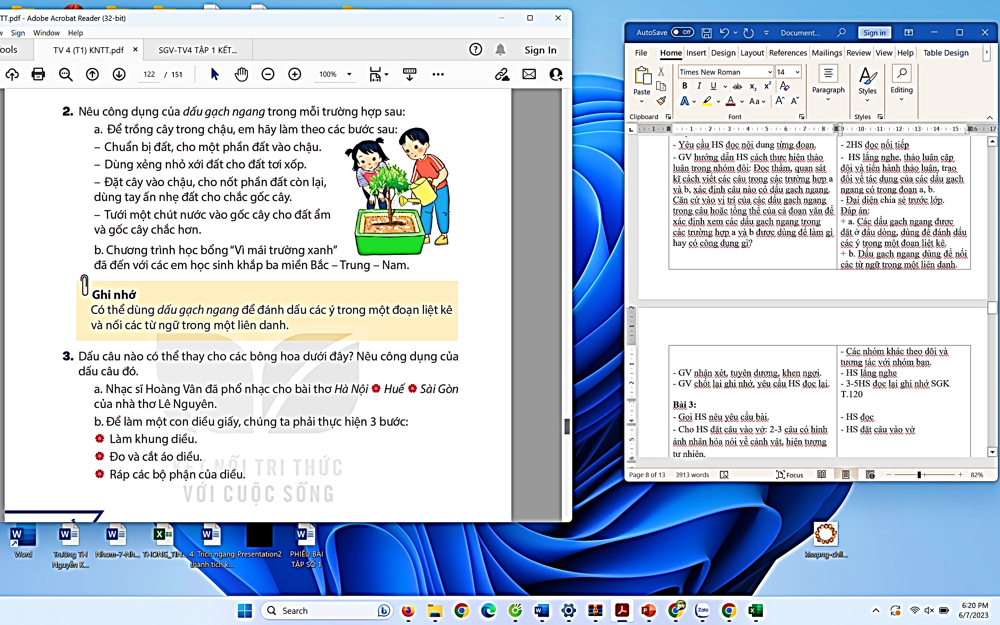 TT.pdf - Adobe Acrobat Reader (32-bit)
Sign Window Help
ools
TV 4 (T1) KNTT.pdf
SGV-TV4 TẬP 1 KẾT...
Sign In
122 / 151
100%
2. Nêu công dụng của dấu gạch ngang trong mỗi trường hợp sau:
a. Để trồng cây trong chậu, em hãy làm theo các bước sau:
– Chuẩn bị đất, cho một phần đất vào chậu.
– Dùng xẻng nhỏ xới đất cho đất tơi xốp.
– Đặt cây vào chậu, cho nốt phần đất còn lại,
dùng tay ấn nhẹ đất cho chắc gốc cây.
– Tưới một chút nước vào gốc cây cho đất ẩm
và gốc cây chắc hơn.
b. Chương trình học bổng “Vì mái trường xanh”
đã đến với các em học sinh khắp ba miền Bắc – Trung – Nam.
Ghi nhớ
Có thể dùng dấu gạch ngang để đánh dấu các ý trong một đoạn liệt kê
và nối các từ ngữ trong một liên danh.
3. Dấu câu nào có thể thay cho các bông hoa dưới đây? Nêu công dụng của
dấu câu đó.
a. Nhạc sĩ Hoàng Vân đã phổ nhạc cho bài thơ Hà Nội Huế Sài Gòn
của nhà thơ Lê Nguyên.
b. Để làm một con diều giấy, chúng ta phải thực hiện 3 bước:
Làm khung diều.
Đo và cắt áo diều.
Ráp các bộ phận của diều.
KẾT NỐI TRI THỨC
VỚI CUỘC SỐNG
AutoSave Off
Document...
Sign in
File Home Insert Design Layout References Mailings Review View Help Table Design
Paste
Times New Roman 14
Paragraph
Styles
Editing
Clipboard
Font
Styles
- Yêu cầu HS đọc nội dung từng đoạn.
- GV hướng dẫn HS cách thực hiện thảo
luận trong nhóm đôi: Đọc thầm, quan sát
kĩ cách viết các câu trong các trường hợp a
và b, xác định câu nào có dấu gạch ngang.
Căn cứ vào vị trí của các dấu gạch ngang
trong câu hoặc tổng thể của cả đoạn văn để
xác định xem các dấu gạch ngang trong
các trường hợp a và b được dùng để làm gì
hay có công dụng gì?
- 2HS đọc nối tiếp
- HS lắng nghe, thảo luận cặp
đôi và tiến hành thảo luận, trao
đổi về tác dụng của các dấu gạch
ngang có trong đoạn a, b.
- Đại diện chia sẻ trước lớp.
Đáp án:
+ a. Các dấu gạch ngang được
đặt ở đầu dòng, dùng để đánh dấu
các ý trong một đoạn liệt kê.
+ b. Dấu gạch ngang dùng để nối
các từ ngữ trong một liên danh.
- GV nhận xét, tuyên dương, khen ngợi.
- GV chốt lại ghi nhớ, yêu cầu HS đọc lại.
Bài 3:
- Gọi HS nêu yêu cầu bài.
- Cho HS đặt câu vào vở: 2-3 câu có hình
ảnh nhân hóa nói về cảnh vật, hiện tượng
tự nhiên.
- Các nhóm khác theo dõi và
tương tác với nhóm bạn.
- HS lắng nghe
- 3-5HS đọc lại ghi nhớ SGK
T.120
- HS đọc
- HS đặt câu vào vở
Page 8 of 13
3913 words
Focus
82%
Word
Trường TH
Nguyễn K...
Nhom-7-Nh...
THONG_TIN...
4. Trích ngang
thành tích k...
Presentation2
PHIẾU BÀI
TẬP SỐ 1
kisspng-chil...
Search
Zalo
6:20 PM
6/7/2023